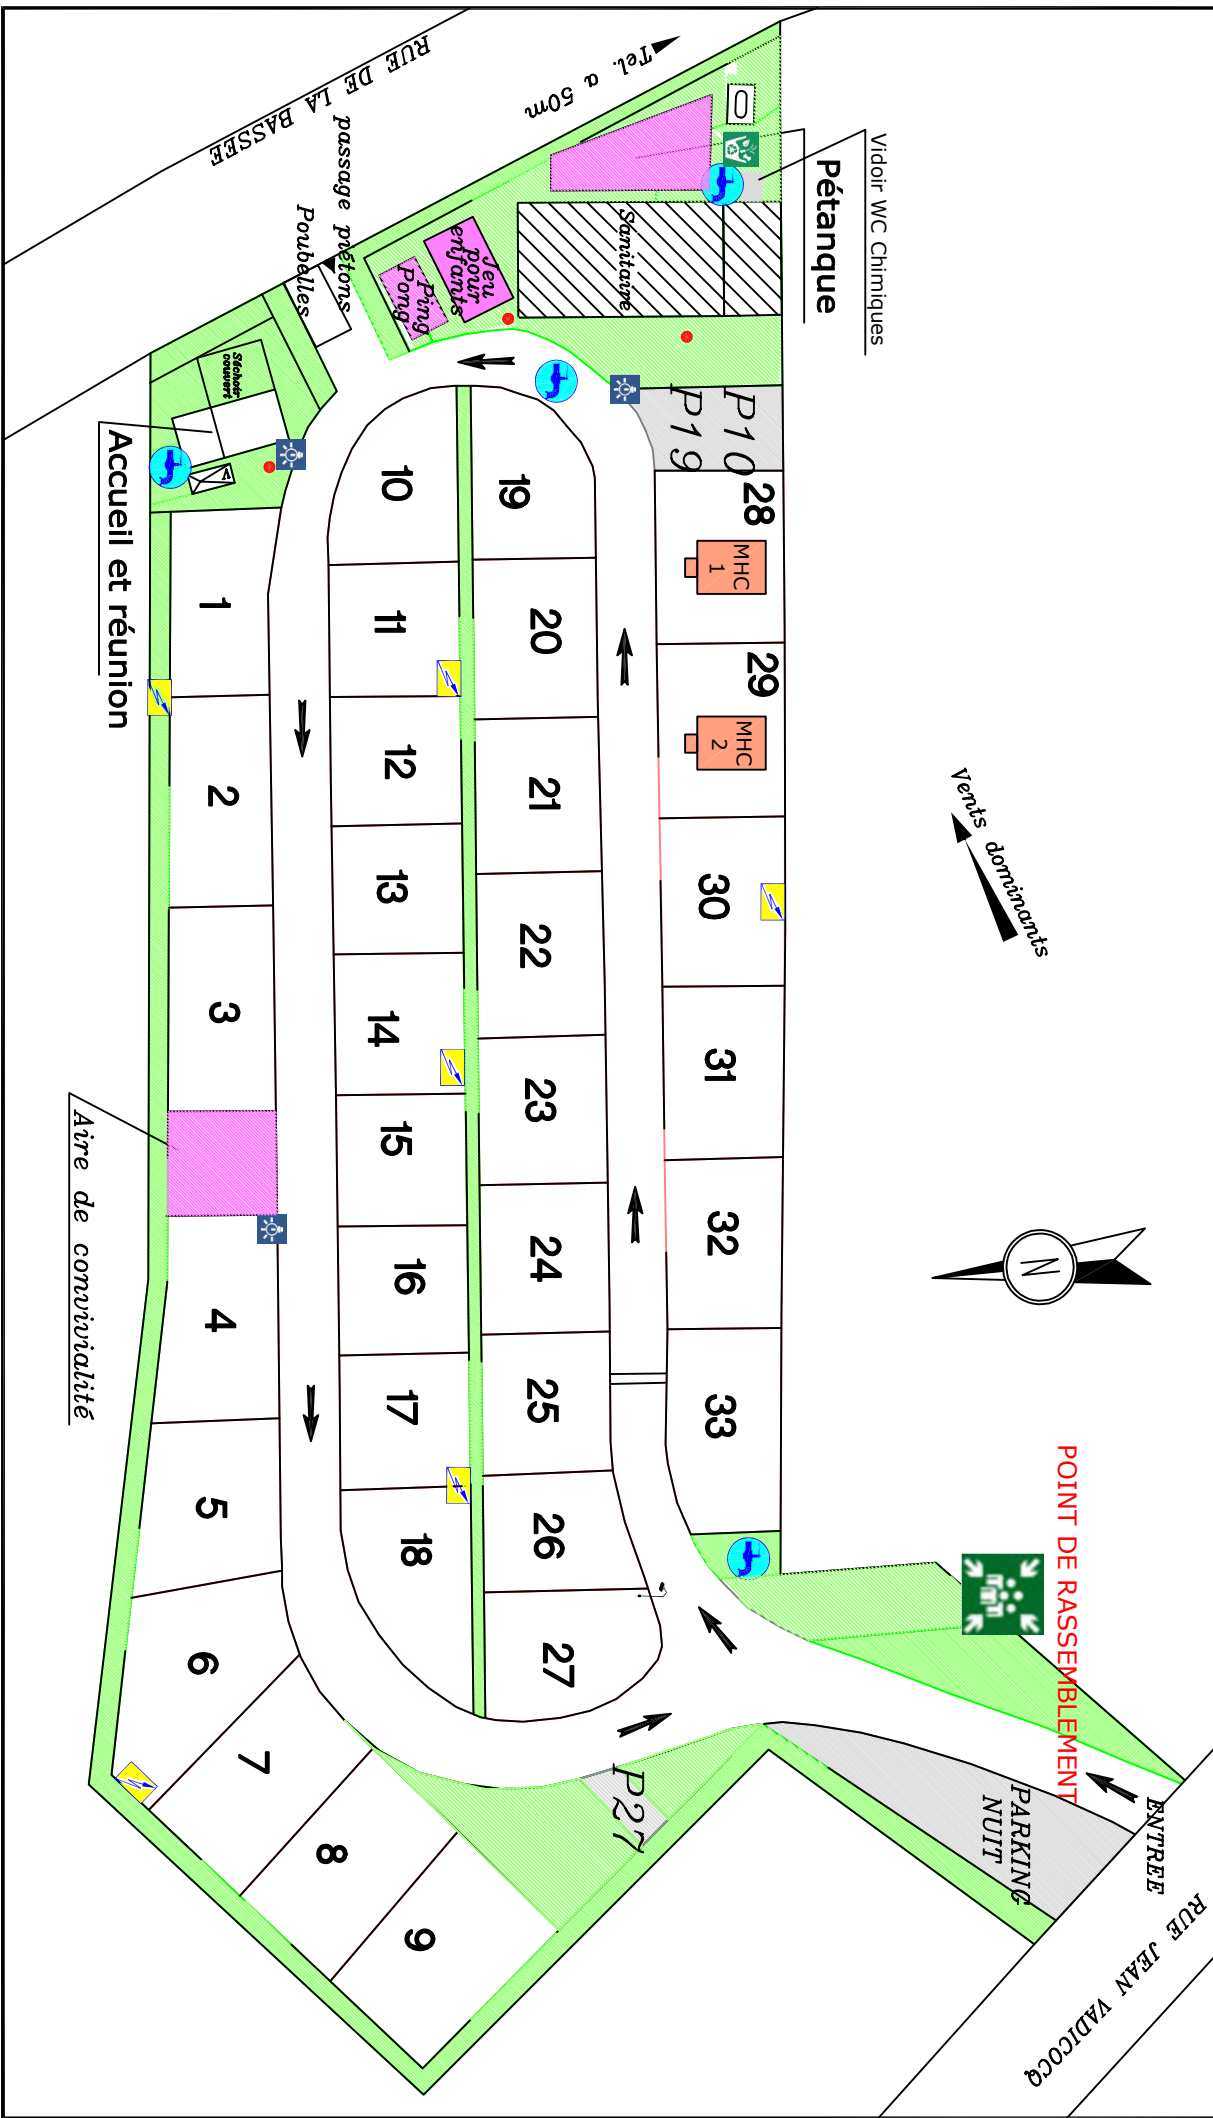 RUE DE LA BASSEE
Tel. a 50m
passage piétons
Poubelles
Vidoir WC Chimiques
Pétanque
Sanitaire
Jeu
pour
enfants
Ping
Pong
Séchoir
couvert
Accueil et réunion
P10
P19
28
MHC
1
29
MHC
2
30
31
32
33
19
20
21
22
23
24
25
26
27
10
11
12
13
14
15
16
17
18
1
2
3
Aire de convivialité
4
5
6
7
8
9
Vents dominants
N
POINT DE RASSEMBLEMENT
P27
PARKING
NUIT
ENTREE
RUE JEAN VADICOCQ